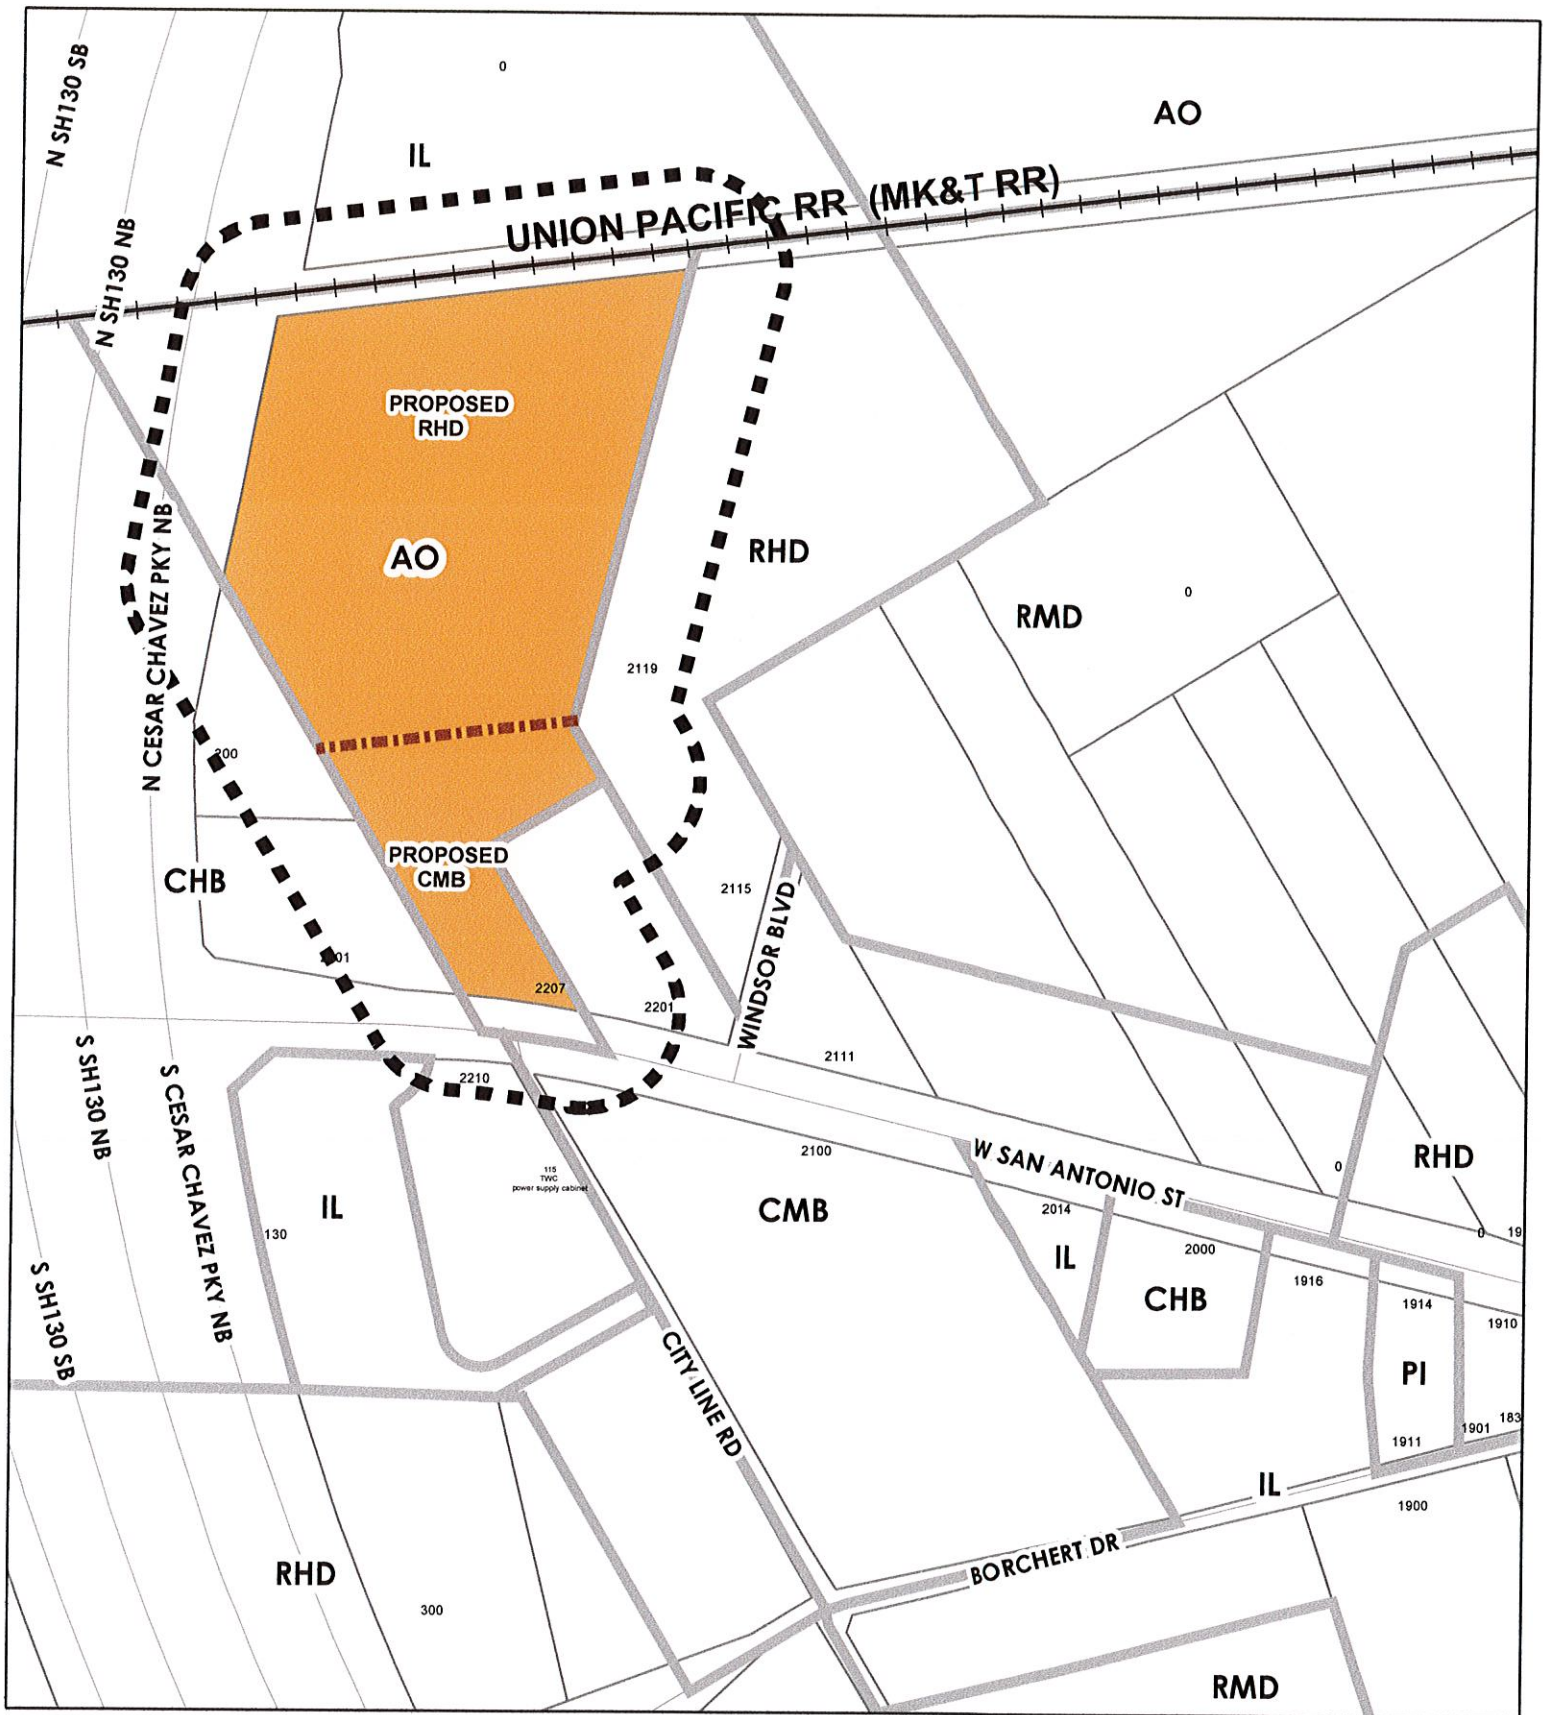 N SH130 SB
0
AO
IL
UNION PACIFIC RR (MK&T RR)
N SH130 NB
PROPOSED
RHD
AO
RHD
N CESAR CHAVEZ PKY NB
0
RMD
2119
200
PROPOSED
CMB
CHB
2115
WINDSOR BLVD
2207
2201
2111
S SH130 NB
S CESAR CHAVEZ PKY NB
2210
2100
W SAN ANTONIO ST
0
RHD
115
TWC
power supply cabinet
IL
130
CMB
2014
IL
2000
CHB
1916
0
19
1914
1910
PI
S SH130 SB
CITY LINE RD
1911
1901
183
IL
1900
BORCHERT DR
RHD
300
RMD